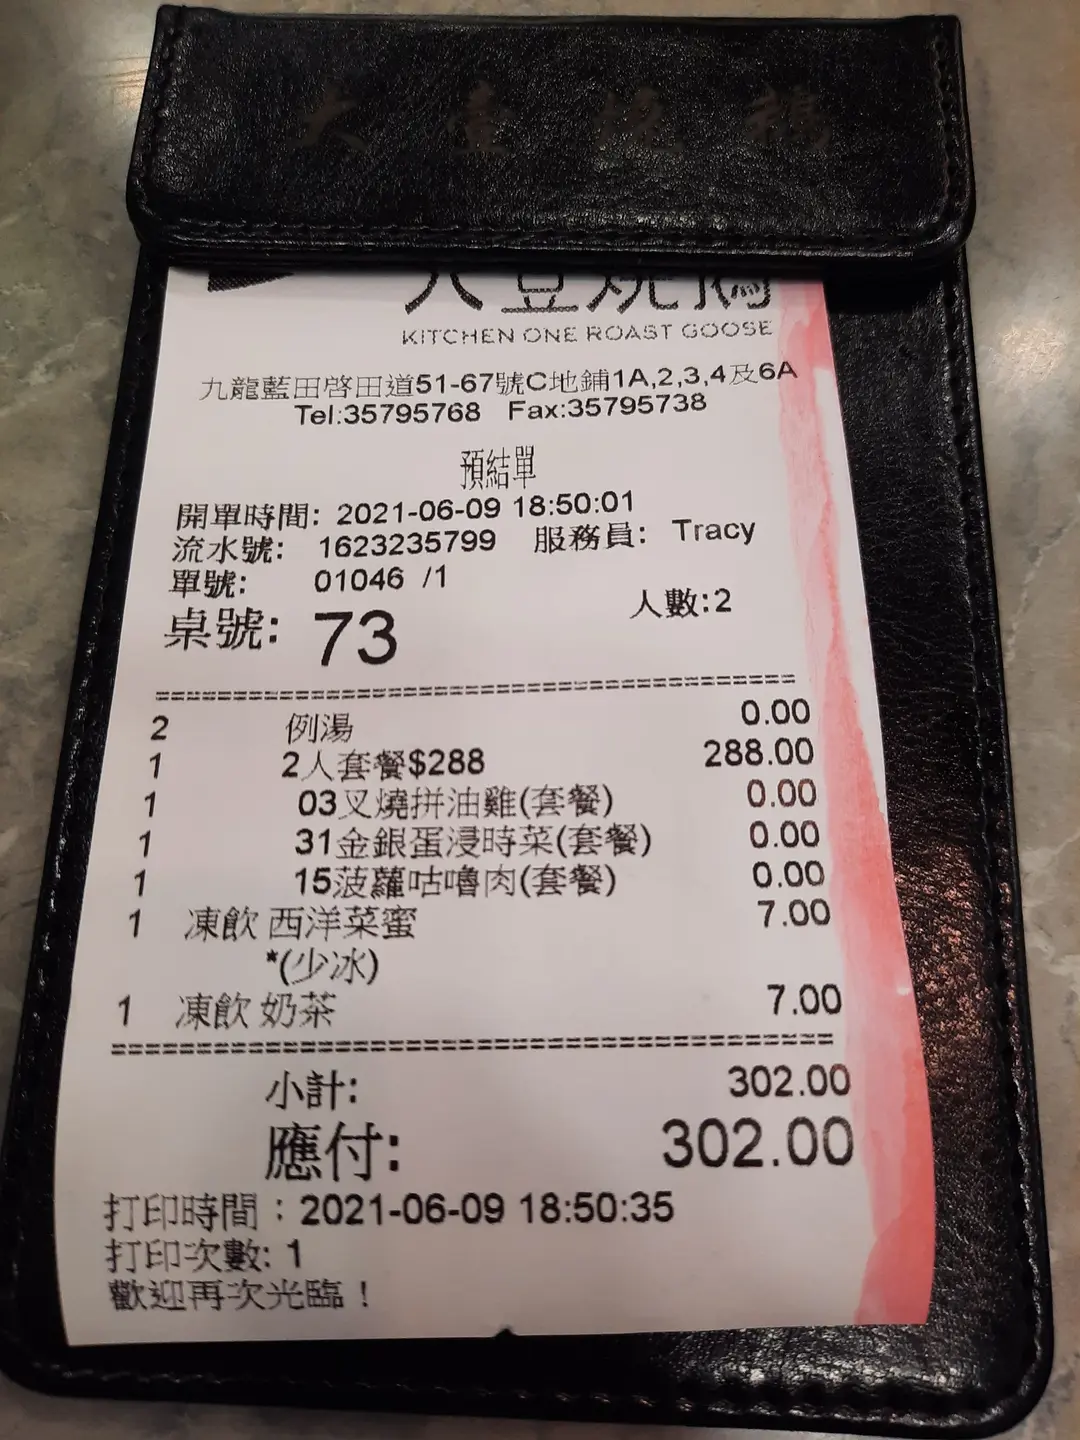 大壹燒鵝
大壹燒鵝
KITCHEN ONE ROAST GOOSE
九龍藍田啓田道51-67號C地鋪1A,2,3,4及6A
Tel:35795768 Fax:35795738
預結單
開單時間: 2021-06-09 18:50:01
流水號: 1623235799 服務員: Tracy
單號: 01046 /1
人數:2
桌號: 73
2 例湯 0.00
1 2人套餐$288 288.00
1 03叉燒拼油雞(套餐) 0.00
1 31金銀蛋浸時菜(套餐) 0.00
1 15菠蘿咕嚕肉(套餐) 0.00
1 凍飲 西洋菜蜜 7.00
*(少冰)
1 凍飲 奶茶 7.00
小計: 302.00
應付: 302.00
打印時間：2021-06-09 18:50:35
打印次數: 1
歡迎再次光臨！